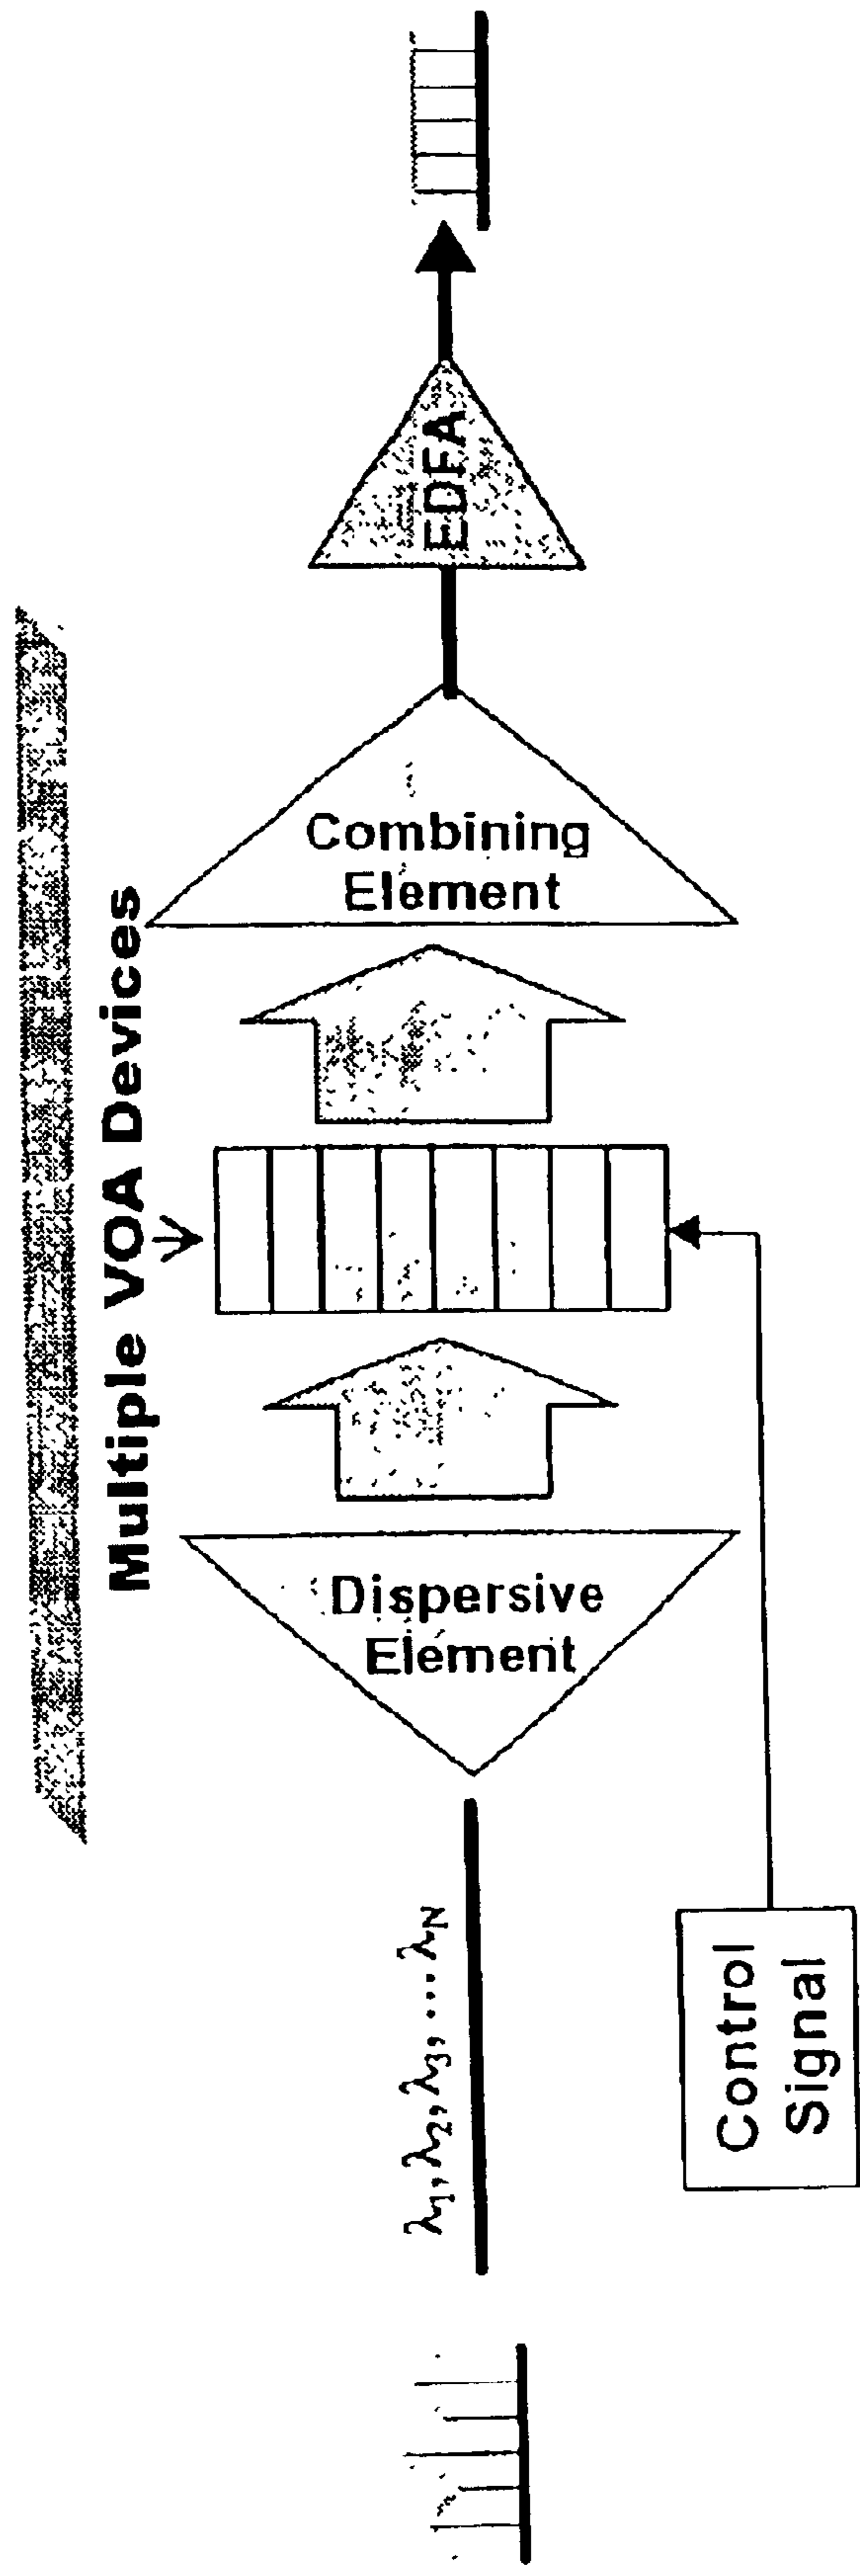 Multiple VOA Devices
λ1, λ2, λ3, ... λN
Dispersive
Element
Combining
Element
EDFA
Control
Signal